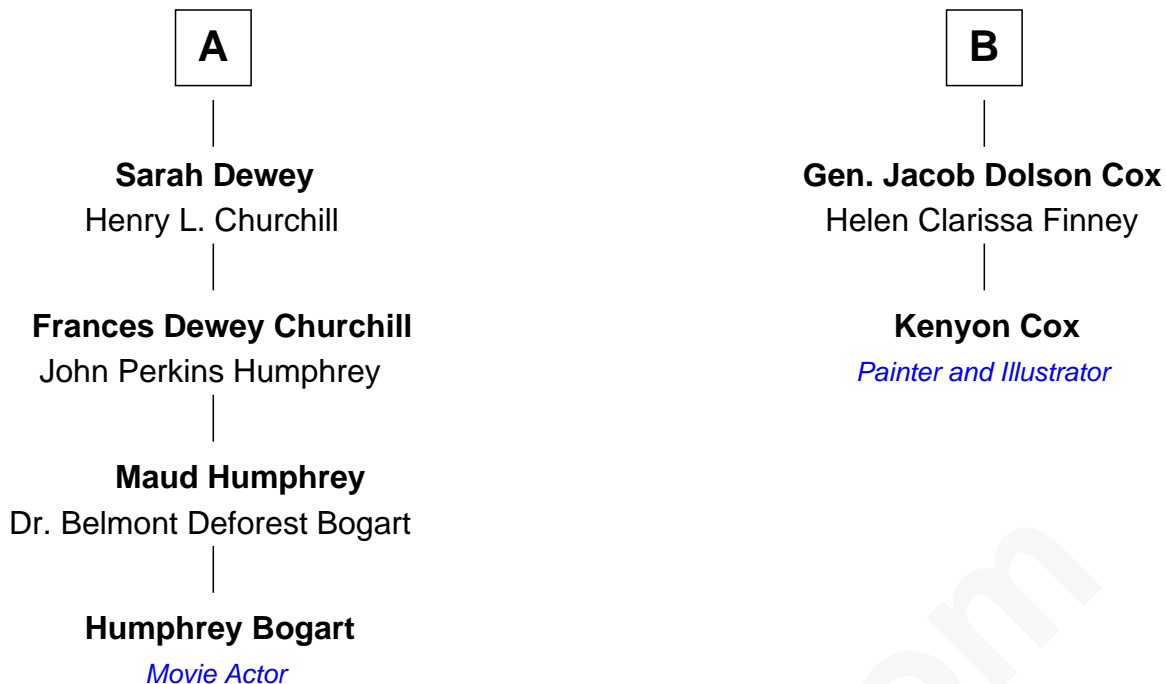 A
Sarah Dewey
Henry L. Churchill
Frances Dewey Churchill
John Perkins Humphrey
Maud Humphrey
Dr. Belmont Deforest Bogart
Humphrey Bogart
Movie Actor
B
Gen. Jacob Dolson Cox
Helen Clarissa Finney
Kenyon Cox
Painter and Illustrator
om